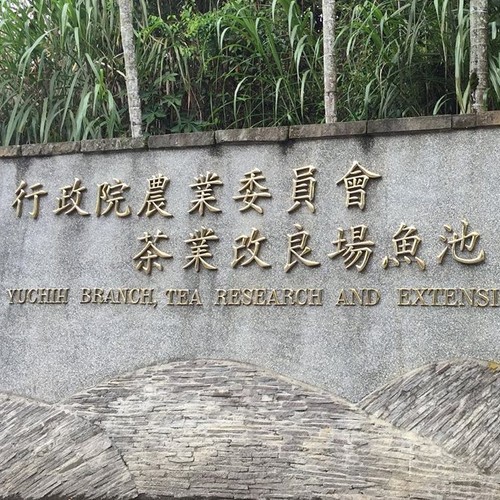 行政院農業委員會
茶業改良場魚池
YUCHIH BRANCH, TEA RESEARCH AND EXTENSI